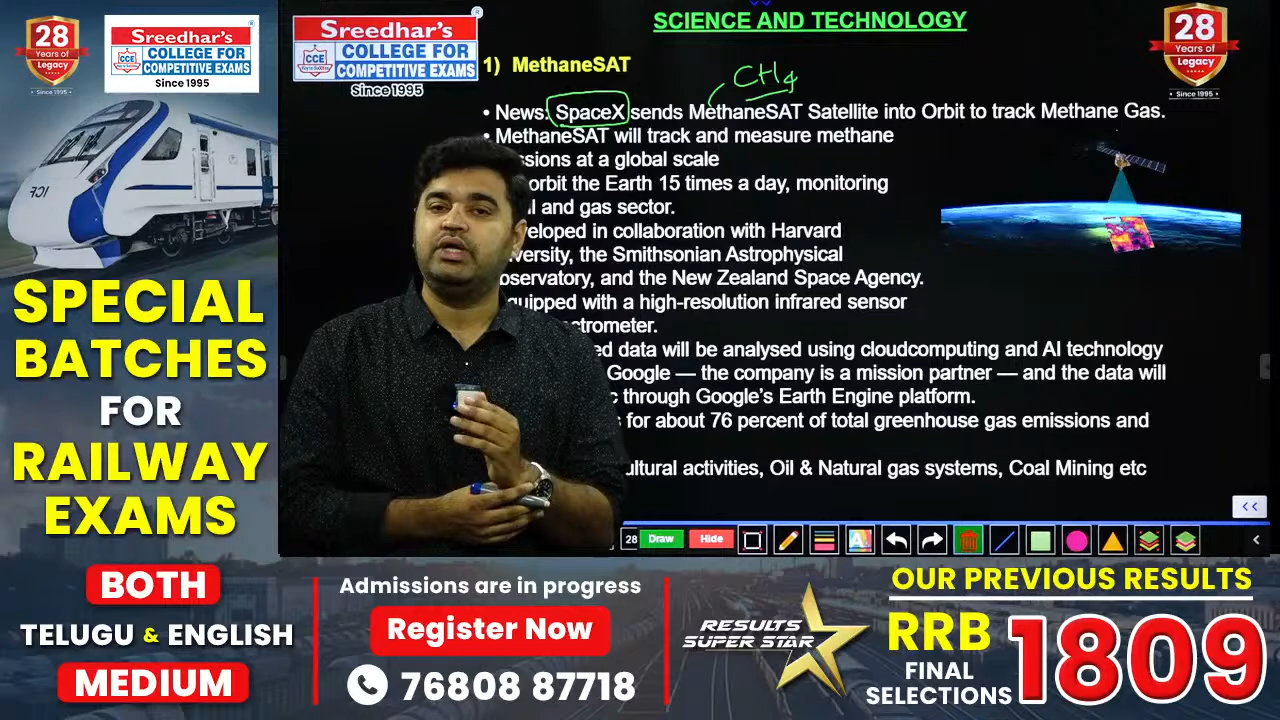 28
Years of
Legacy
Since 1995
Sreedhar's
CCE
COLLEGE FOR
COMPETITIVE EXAMS
Since 1995
ICF
SPECIAL
BATCHES
FOR
RAILWAY
EXAMS
Sreedhar's
CCE
COLLEGE FOR
COMPETITIVE EXAMS
Since 1995
SCIENCE AND TECHNOLOGY
28
Years of
Legacy
Since 1995
1) MethaneSAT
CH4
• News: SpaceX sends MethaneSAT Satellite into Orbit to track Methane Gas.
• MethaneSAT will track and measure methane
ssions at a global scale
orbit the Earth 15 times a day, monitoring
l and gas sector.
veloped in collaboration with Harvard
iversity, the Smithsonian Astrophysical
bservatory, and the New Zealand Space Agency.
quipped with a high-resolution infrared sensor
ctrometer.
ed data will be analysed using cloudcomputing and AI technology
Google — the company is a mission partner — and the data will
c through Google's Earth Engine platform.
s for about 76 percent of total greenhouse gas emissions and
ultural activities, Oil & Natural gas systems, Coal Mining etc
<<
28 Draw Hide
BOTH
TELUGU & ENGLISH
MEDIUM
Admissions are in progress
Register Now
76808 87718
RESULTS
SUPER STAR
OUR PREVIOUS RESULTS
RRB
FINAL
SELECTIONS
1809